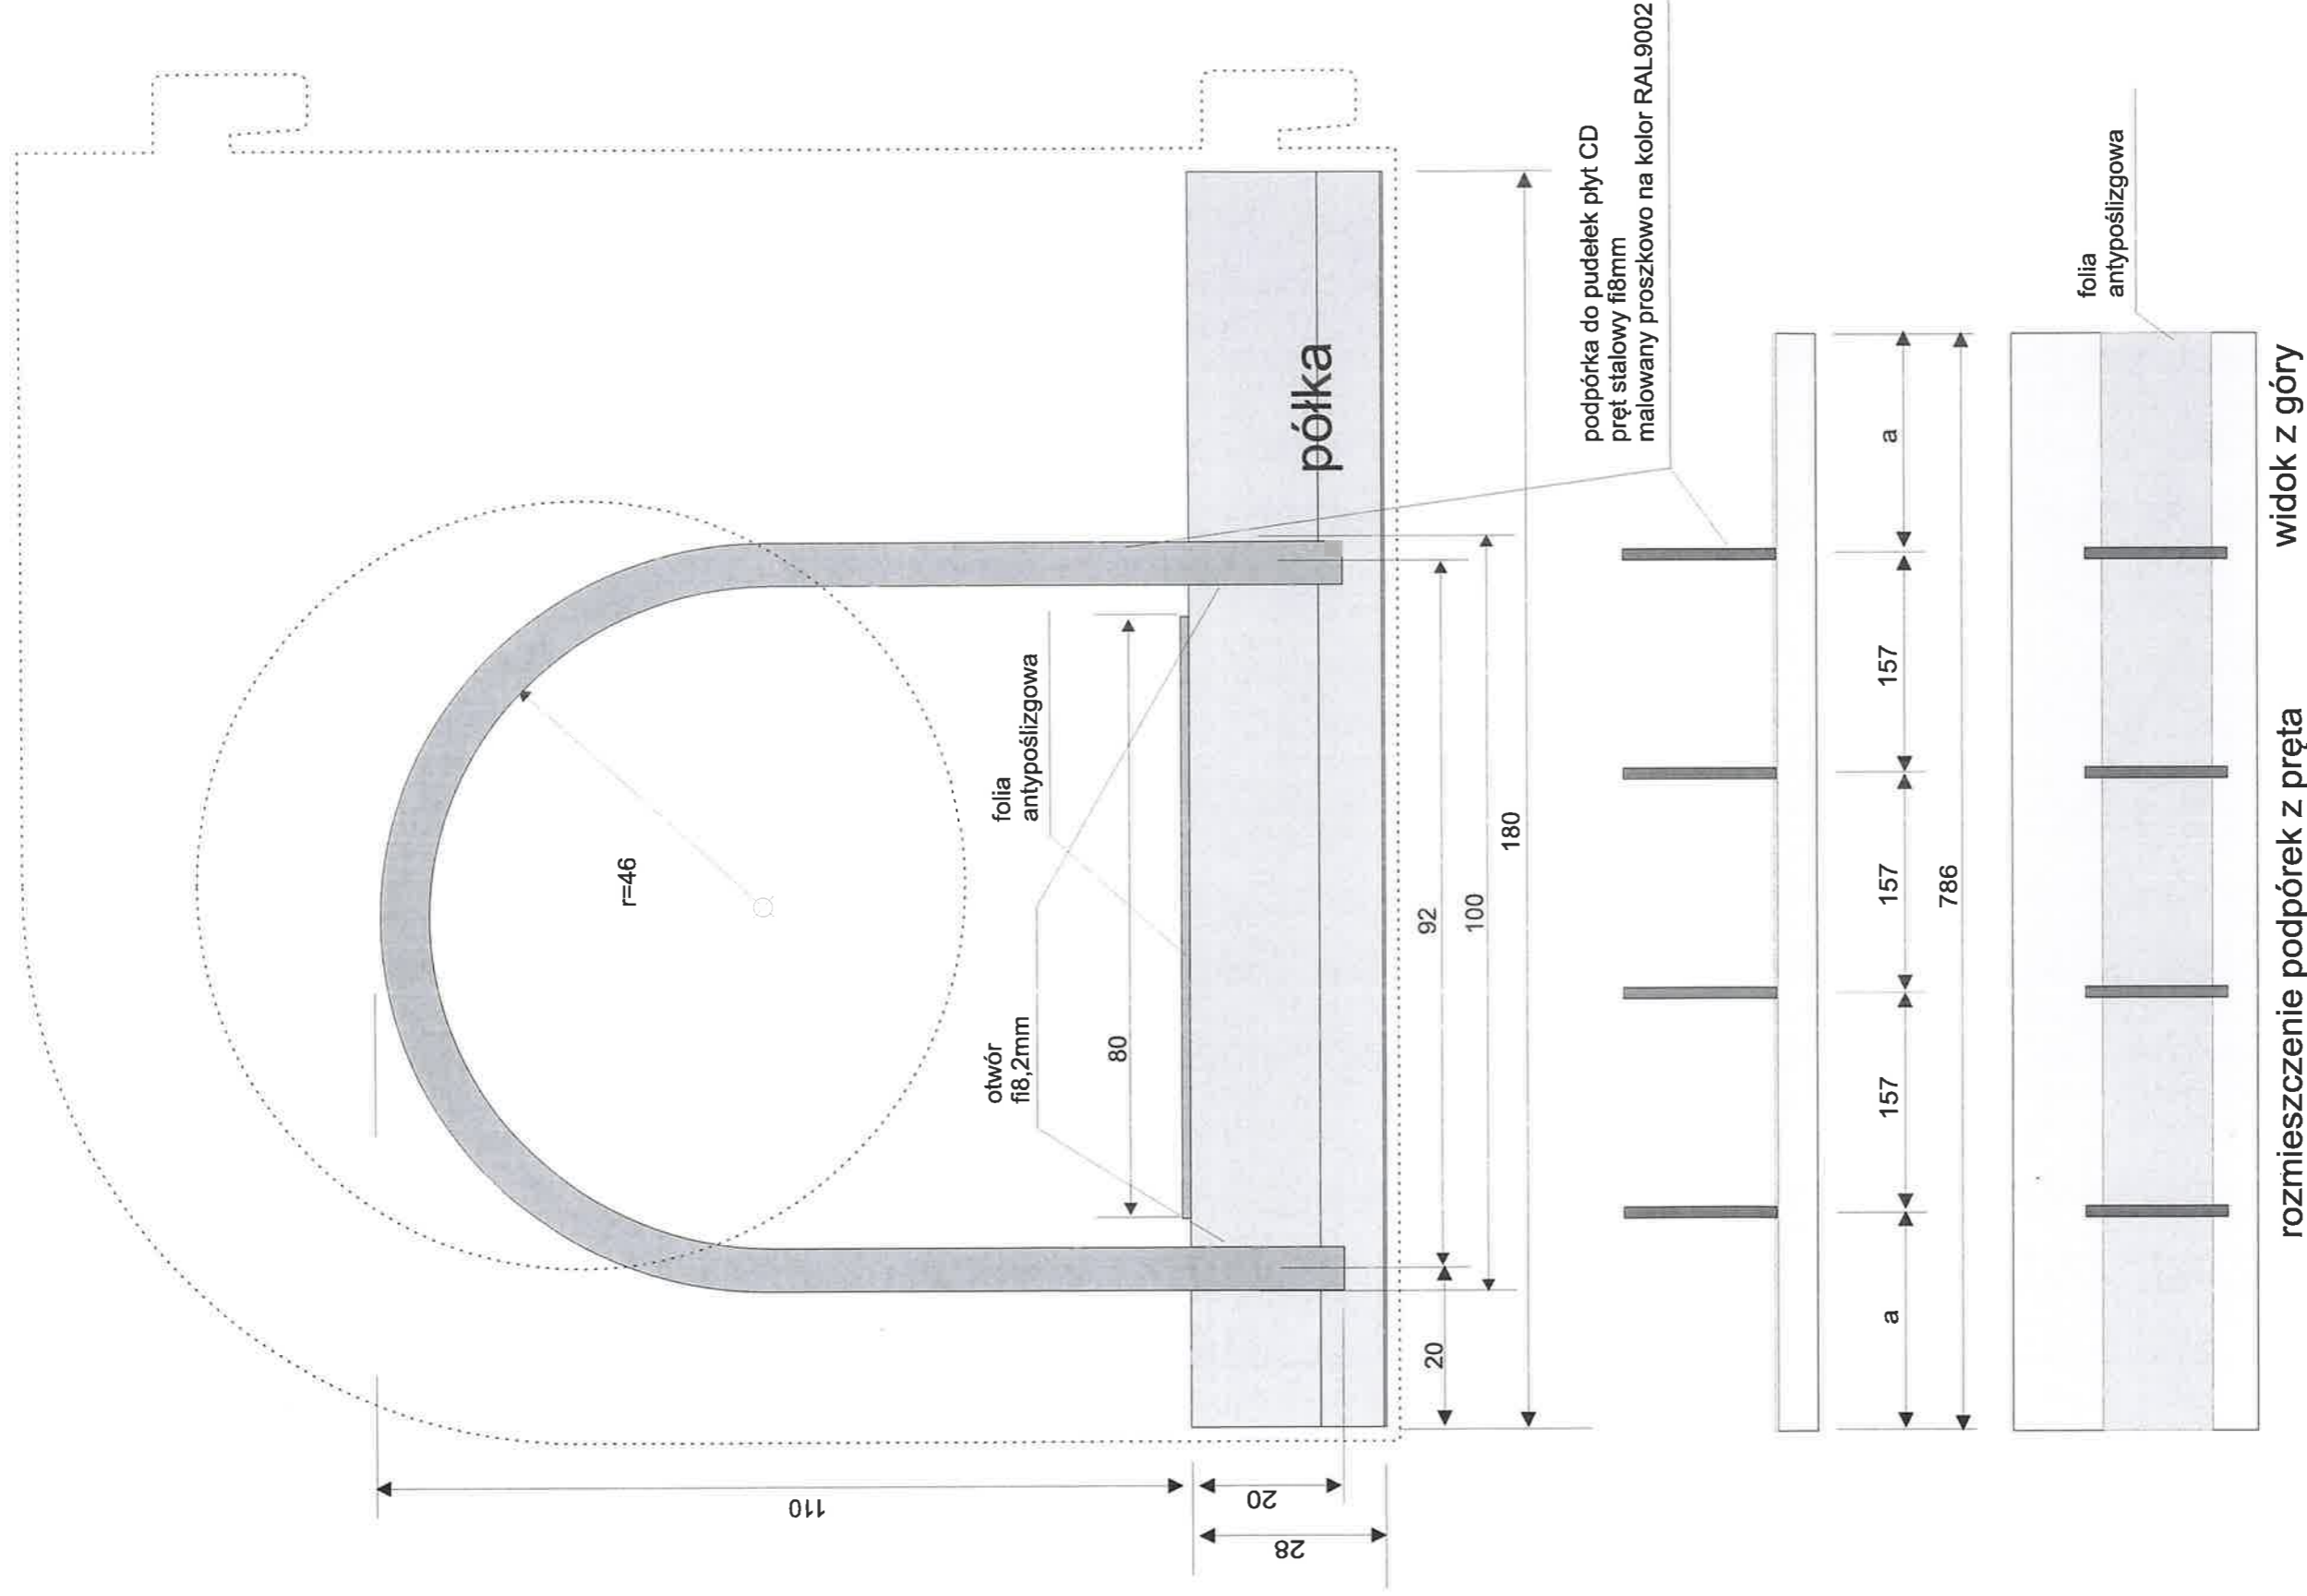 r=46
folia
antypoślizgowa
otwór
fi8,2mm
80
półka
110
20
28
20
92
100
180
podpórka do pudełek płyt CD
pręt stalowy fi8mm
malowany proszkowo na kolor RAL9002
a
157
157
157
a
786
folia
antypoślizgowa
rozmieszczenie podpórek z pręta
widok z góry